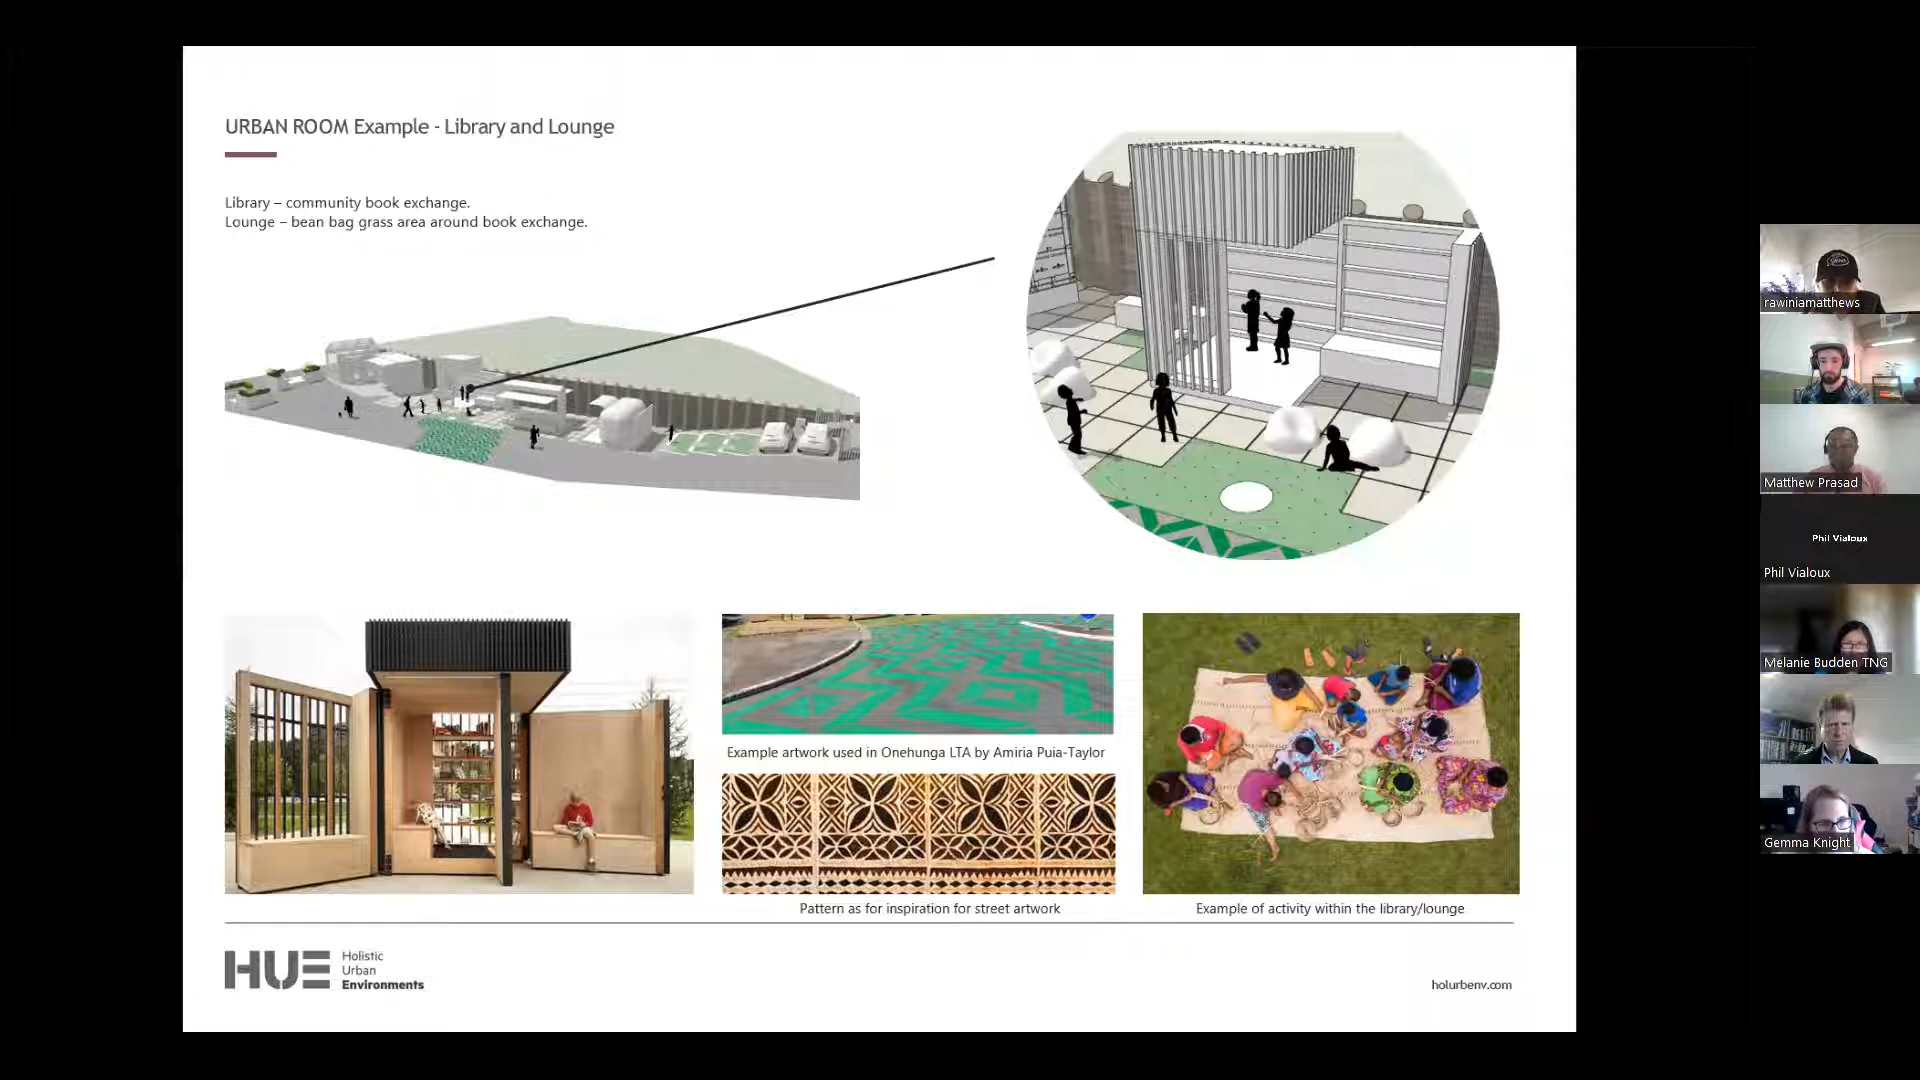 URBAN ROOM Example - Library and Lounge
Library – community book exchange.
Lounge – bean bag grass area around book exchange.
Example artwork used in Onehunga LTA by Amiria Puia-Taylor
Pattern as for inspiration for street artwork
Example of activity within the library/lounge
HUE
Holistic
Urban
Environments
holurbenv.com
rawiniamatthews
Matthew Prasad
Phil Vialoux
Phil Vialoux
Melanie Budden TNG
Gemma Knight